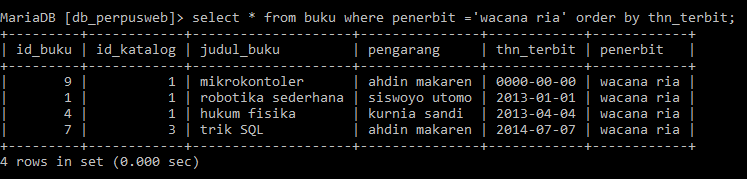 MariaDB [db_perpusweb]> select * from buku where penerbit ='wacana ria' order by thn_terbit;
+---------+------------+--------------------+---------------+------------+------------+
| id_buku | id_katalog | judul_buku         | pengarang     | thn_terbit | penerbit   |
+---------+------------+--------------------+---------------+------------+------------+
|       9 |          1 | mikrokontoler      | ahdin makaren | 0000-00-00 | wacana ria |
|       1 |          1 | robotika sederhana | siswoyo utomo | 2013-01-01 | wacana ria |
|       4 |          1 | hukum fisika       | kurnia sandi  | 2013-04-04 | wacana ria |
|       7 |          3 | trik SQL           | ahdin makaren | 2014-07-07 | wacana ria |
+---------+------------+--------------------+---------------+------------+------------+
4 rows in set (0.000 sec)